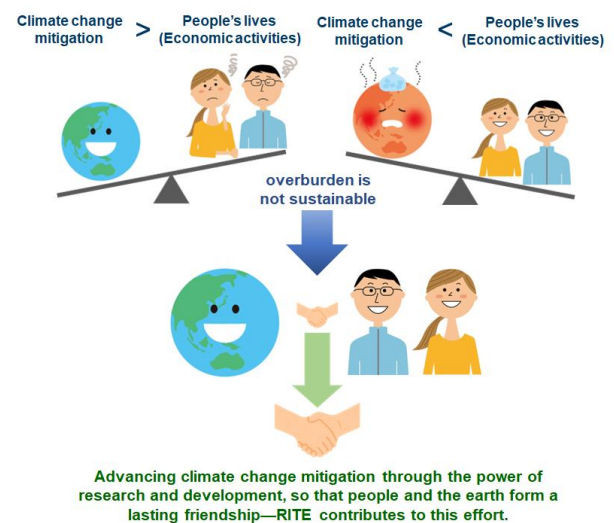 Climate change
mitigation
>
People's lives
(Economic activities)
Climate change
mitigation
<
People's lives
(Economic activities)
overburden is
not sustainable
Advancing climate change mitigation through the power of
research and development, so that people and the earth form a
lasting friendship—RITE contributes to this effort.